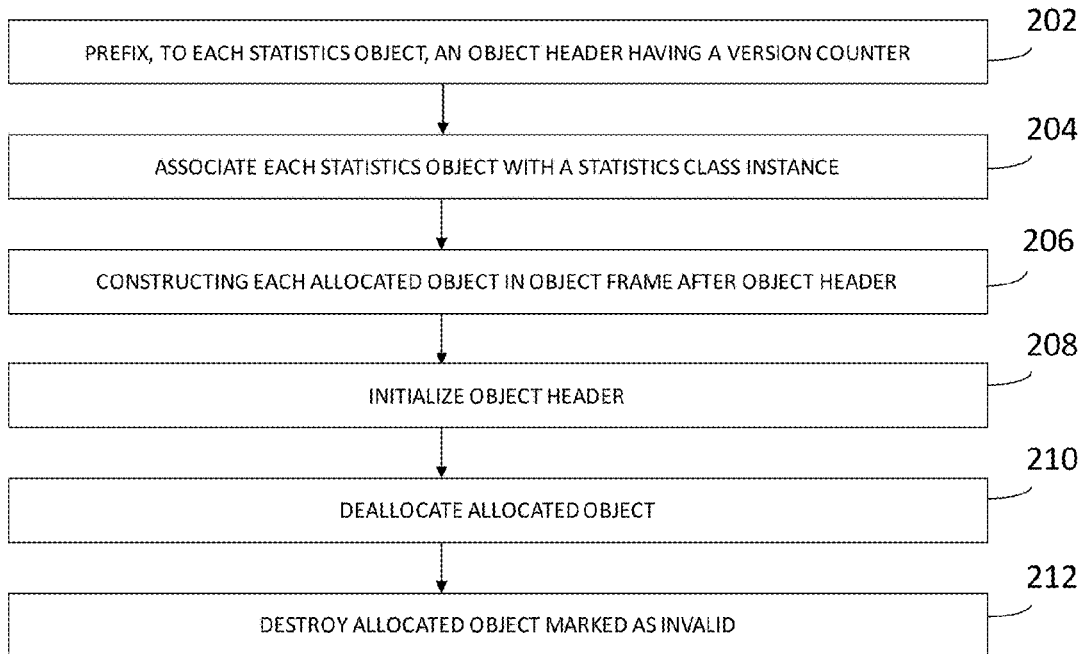 202
PREFIX, TO EACH STATISTICS OBJECT, AN OBJECT HEADER HAVING A VERSION COUNTER
204
ASSOCIATE EACH STATISTICS OBJECT WITH A STATISTICS CLASS INSTANCE
206
CONSTRUCTING EACH ALLOCATED OBJECT IN OBJECT FRAME AFTER OBJECT HEADER
208
INITIALIZE OBJECT HEADER
210
DEALLOCATE ALLOCATED OBJECT
212
DESTROY ALLOCATED OBJECT MARKED AS INVALID